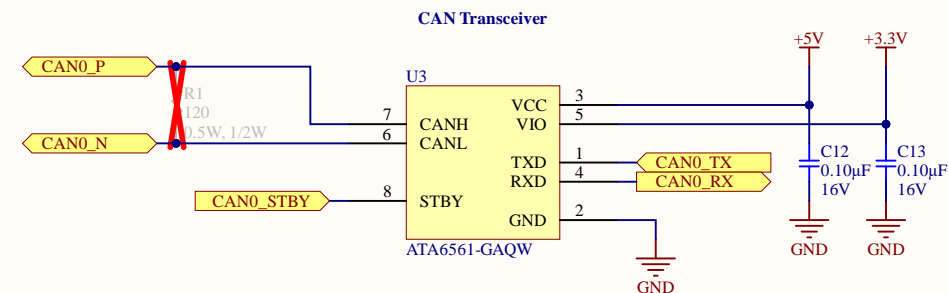 CAN Transceiver
+5V
+3.3V
CAN0_P
R1
120
0.5W, 1/2W
CAN0_N
CAN0_STBY
U3
7
CANH
6
CANL
8
STBY
VCC
3
VIO
5
TXD
1
CAN0_TX
RXD
4
CAN0_RX
GND
2
ATA6561-GAQW
GND
C12
0.10µF
16V
GND
C13
0.10µF
16V
GND